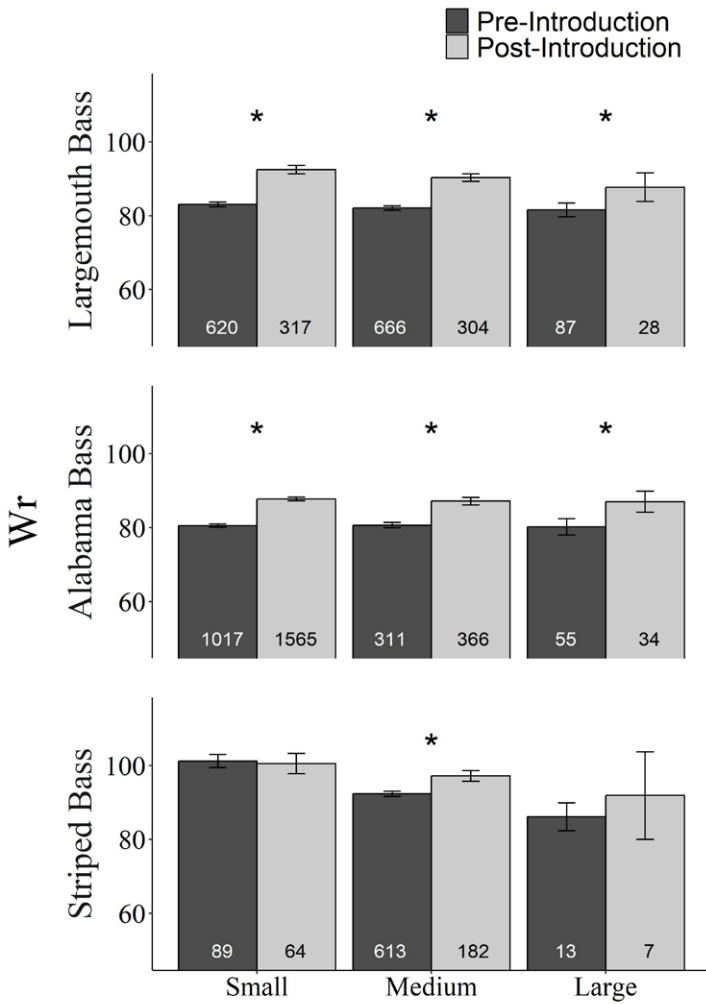 Pre-Introduction
Post-Introduction
Largemouth Bass
100
80
60
* * *
620 317 666 304 87 28
Wr
Alabama Bass
100
80
60
* * *
1017 1565 311 366 55 34
Striped Bass
100
80
60
*
89 64 613 182 13 7
Small Medium Large